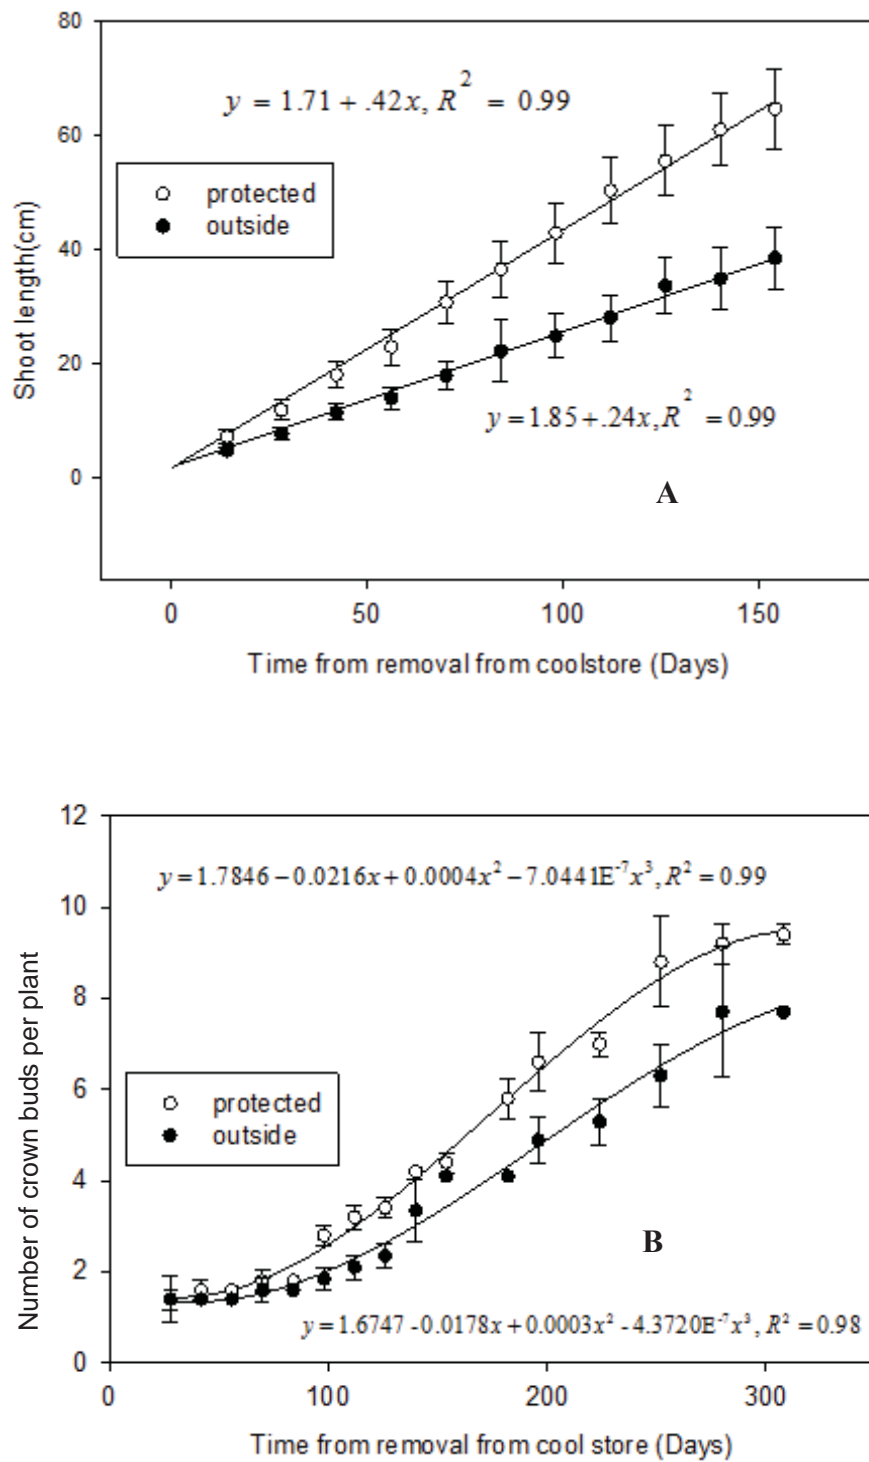 80
y = 1.71 + .42x, R² = 0.99
60
protected
outside
40
Shoot length(cm)
20
y=1.85+.24x,R² =0.99
0
A
0 50 100 150
Time from removal from coolstore (Days)
12
y=1.7846−0.0216x+0.0004x²−7.0441E⁻⁷x³,R²=0.99
10
8
Number of crown buds per plant
6
protected
outside
4
B
2
y=1.6747 -0.0178x+0.0003x² -4.3720E⁻⁷x³, R²=0.98
0
0 100 200 300
Time from removal from cool store (Days)